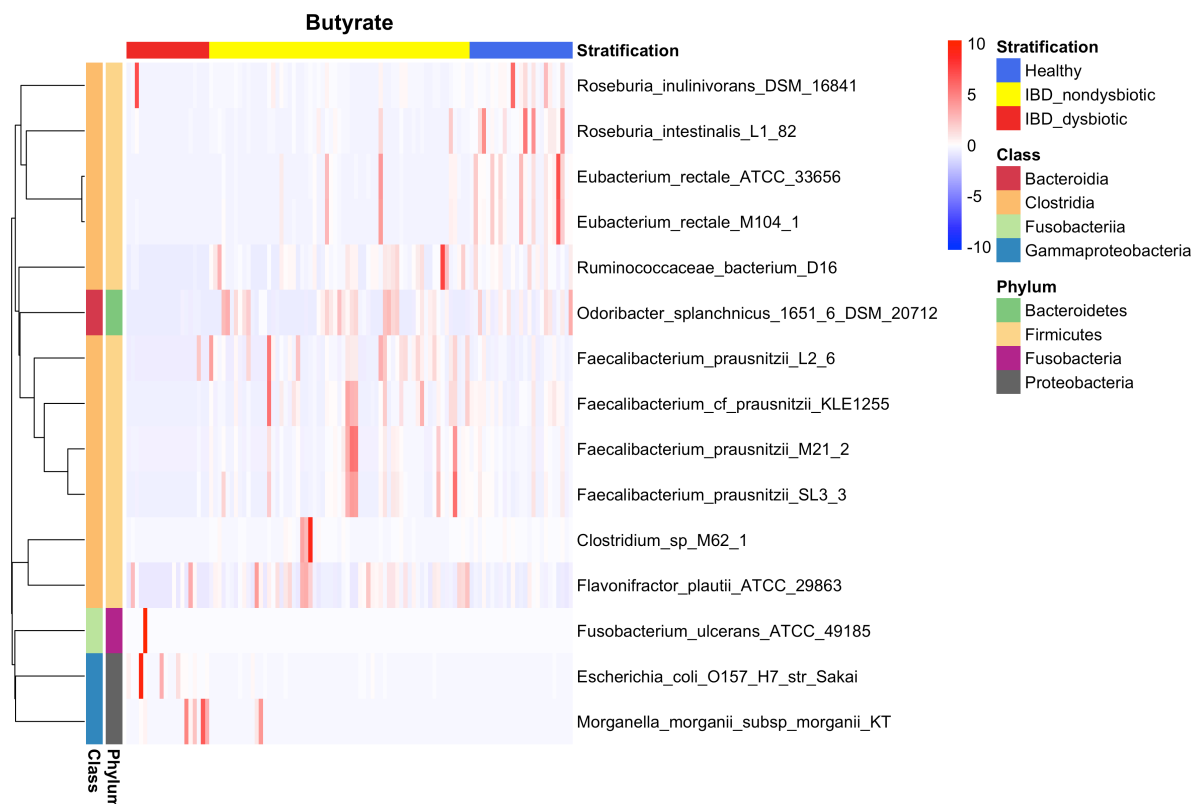 Butyrate
Stratification
Roseburia_inulinivorans_DSM_16841
Roseburia_intestinalis_L1_82
Eubacterium_rectale_ATCC_33656
Eubacterium_rectale_M104_1
Ruminococcaceae_bacterium_D16
Odoribacter_splanchnicus_1651_6_DSM_20712
Faecalibacterium_prausnitzii_L2_6
Faecalibacterium_cf_prausnitzii_KLE1255
Faecalibacterium_prausnitzii_M21_2
Faecalibacterium_prausnitzii_SL3_3
Clostridium_sp_M62_1
Flavonifractor_plautii_ATCC_29863
Fusobacterium_ulcerans_ATCC_49185
Escherichia_coli_O157_H7_str_Sakai
Morganella_morganii_subsp_morganii_KT
Class
Phylum
10
5
0
-5
-10
Stratification
Healthy
IBD_nondysbiotic
IBD_dysbiotic
Class
Bacteroidia
Clostridia
Fusobacteriia
Gammaproteobacteria
Phylum
Bacteroidetes
Firmicutes
Fusobacteria
Proteobacteria